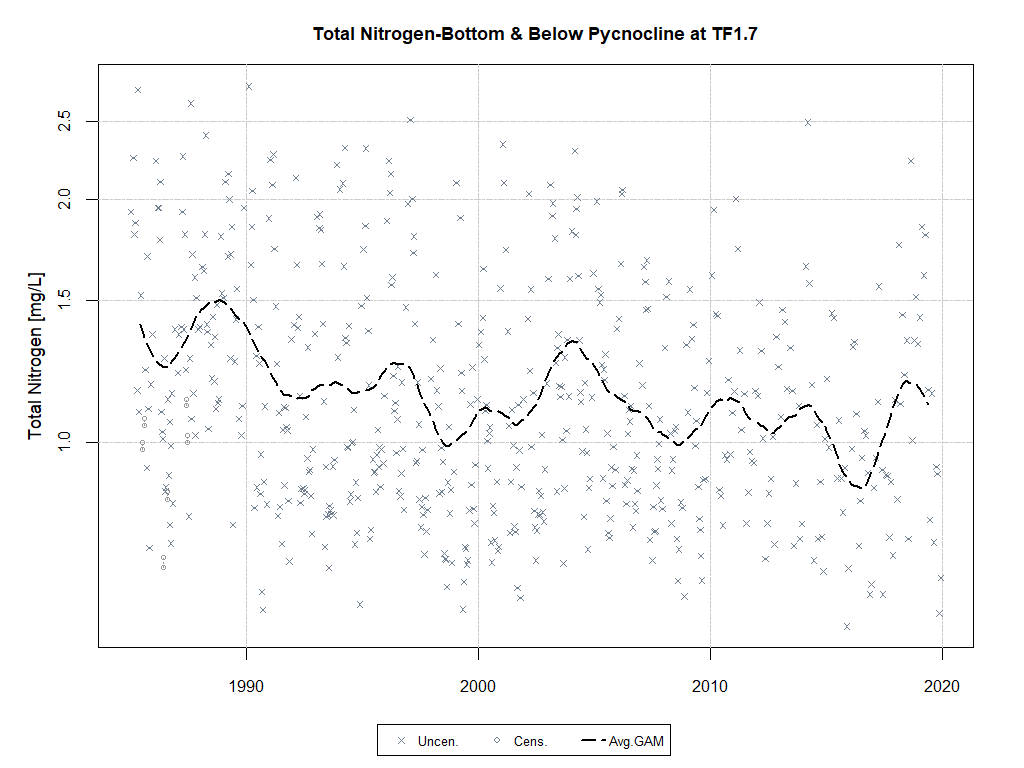 Total Nitrogen-Bottom & Below Pycnocline at TF1.7
Total Nitrogen [mg/L]
2.5
2.0
1.5
1.0
1990 2000 2010 2020
Uncen. Cens. Avg.GAM